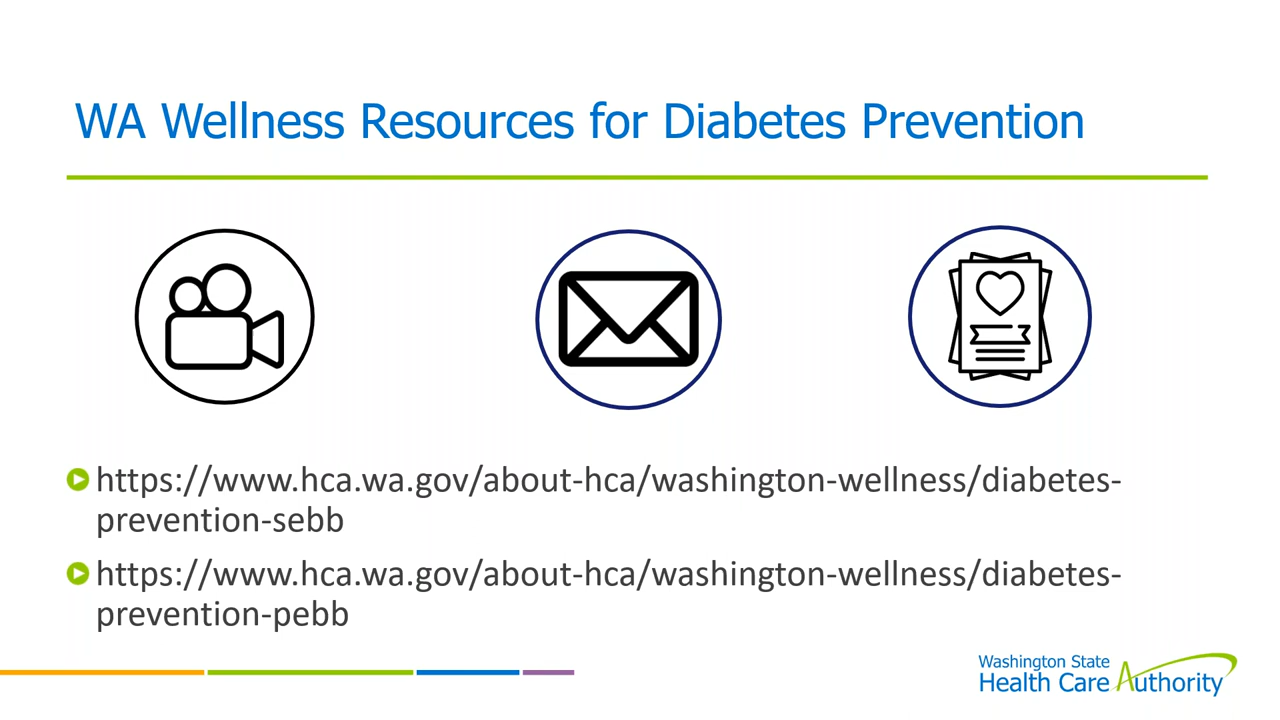 WA Wellness Resources for Diabetes Prevention
https://www.hca.wa.gov/about-hca/washington-wellness/diabetes-
prevention-sebb
https://www.hca.wa.gov/about-hca/washington-wellness/diabetes-
prevention-pebb
Washington State
Health Care Authority